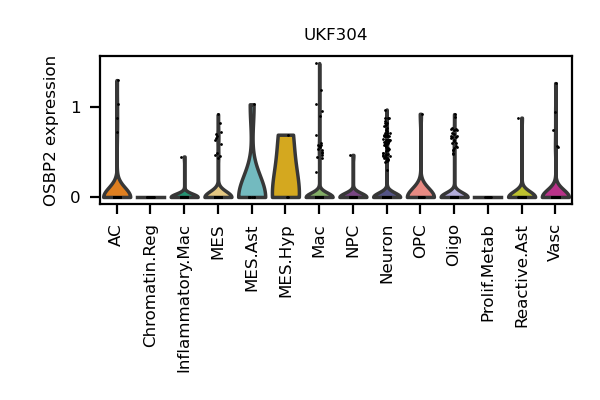 UKF304
OSBP2 expression
1
0
AC
Chromatin.Reg
Inflammatory.Mac
MES
MES.Ast
MES.Hyp
Mac
NPC
Neuron
OPC
Oligo
Prolif.Metab
Reactive.Ast
Vasc